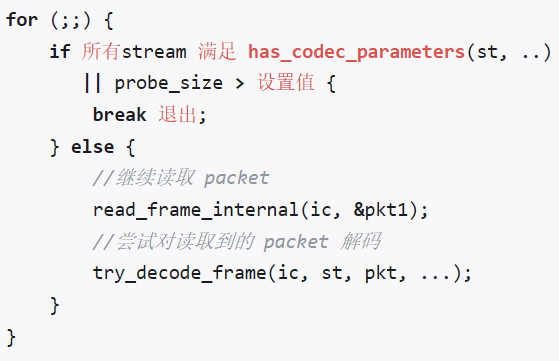 for (;;) {
    if 所有stream 满足 has_codec_parameters(st, ..)
       || probe_size > 设置值 {
        break 退出;
    } else {
        //继续读取 packet
        read_frame_internal(ic, &pkt1);
        //尝试对读取到的 packet 解码
        try_decode_frame(ic, st, pkt, ...);
    }
}